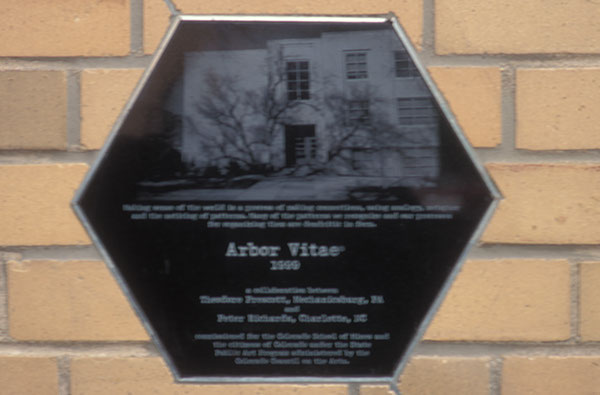 Making sense of the world is a process of making connections, using analogy, metaphor
and the noticing of patterns. Many of the patterns we recognize and our processes
for organizing them are dendritic in form.
Arbor Vitae
1999
a collaboration between
Theodore Prescott, Mechanicsburg, PA
and
Peter Richards, Charlotte, NC
commissioned for the Colorado School of Mines and
the citizens of Colorado under the State
Public Art Program administered by the
Colorado Council on the Arts.